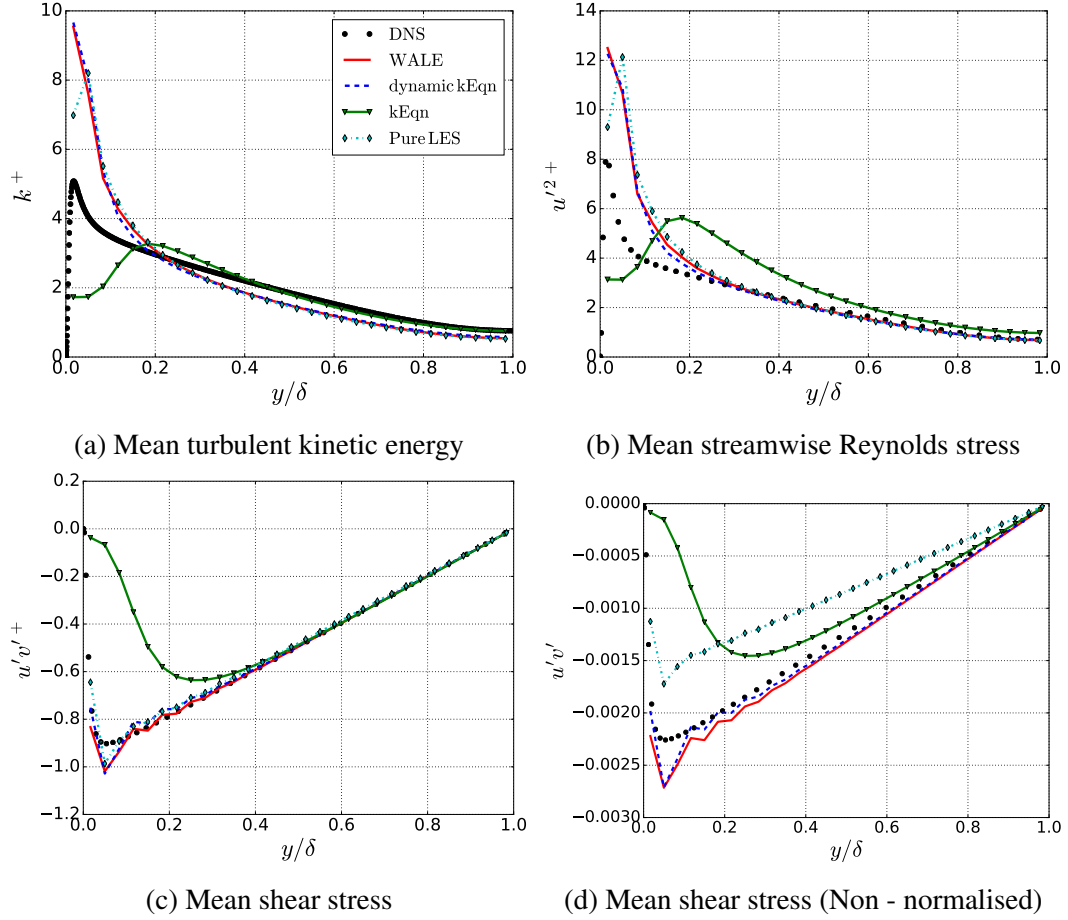 10
8
6
4
2
0
k +
0.0 0.2 0.4 0.6 0.8 1.0
y/δ
DNS
WALE
dynamic kEqn
kEqn
Pure LES
(a) Mean turbulent kinetic energy
14
12
10
8
6
4
2
0
u′2 +
0.0 0.2 0.4 0.6 0.8 1.0
y/δ
(b) Mean streamwise Reynolds stress
0.2
0.0
−0.2
−0.4
−0.6
−0.8
−1.0
−1.2
u′v′ +
0.0 0.2 0.4 0.6 0.8 1.0
y/δ
(c) Mean shear stress
0.0000
−0.0005
−0.0010
−0.0015
−0.0020
−0.0025
−0.0030
u′v′
0.0 0.2 0.4 0.6 0.8 1.0
y/δ
(d) Mean shear stress (Non - normalised)